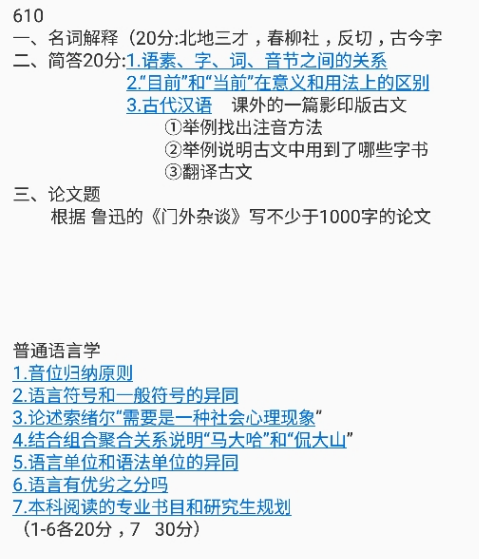 610
一、名词解释（20分:北地三才，春柳社，反切，古今字
二、简答20分:1.语素、字、词、音节之间的关系
2.“目前”和“当前”在意义和用法上的区别
3.古代汉语 课外的一篇影印版古文
①举例找出注音方法
②举例说明古文中用到了哪些字书
③翻译古文
三、论文题
根据 鲁迅的《门外杂谈》写不少于1000字的论文
普通语言学
1.音位归纳原则
2.语言符号和一般符号的异同
3.论述索绪尔“需要是一种社会心理现象“
4.结合组合聚合关系说明“马大哈”和“侃大山”
5.语言单位和语法单位的异同
6.语言有优劣之分吗
7.本科阅读的专业书目和研究生规划
（1-6各20分，7 30分）